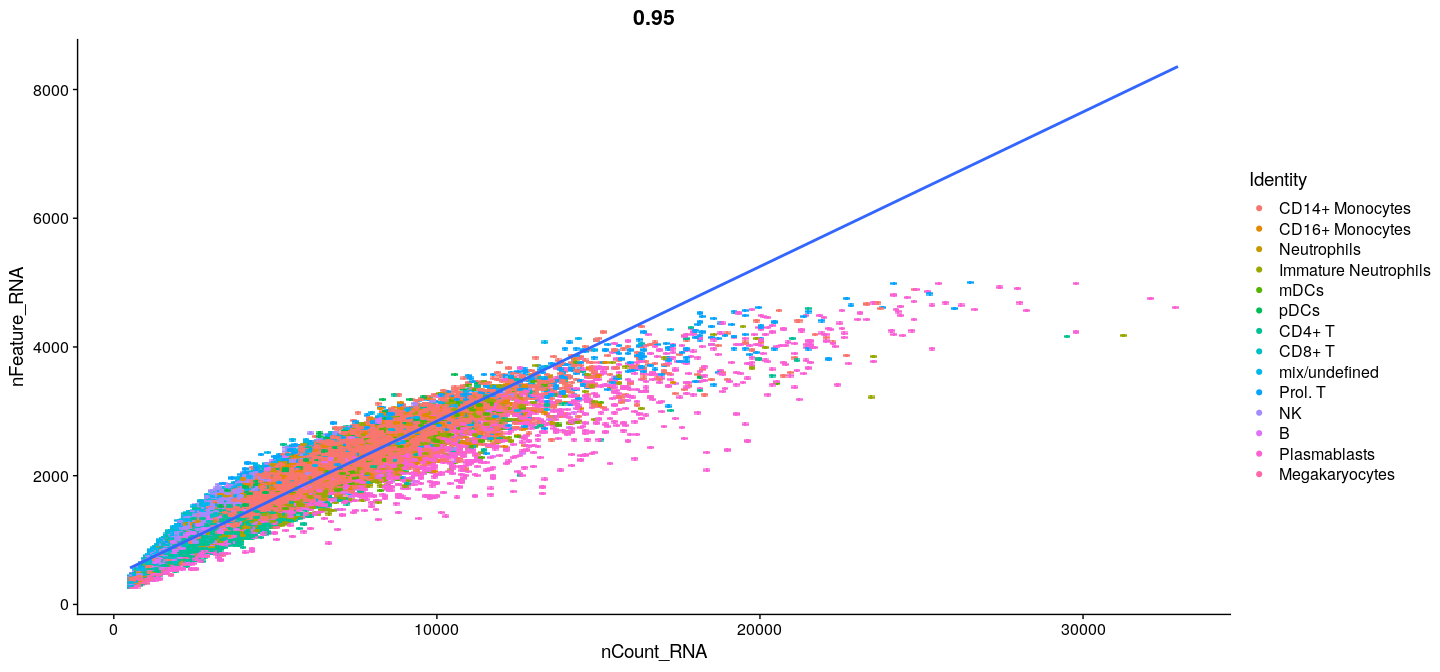 0.95
nFeature_RNA
8000
6000
4000
2000
0
0
10000
20000
30000
nCount_RNA
Identity
CD14+ Monocytes
CD16+ Monocytes
Neutrophils
Immature Neutrophils
mDCs
pDCs
CD4+ T
CD8+ T
mix/undefined
Prol. T
NK
B
Plasmablasts
Megakaryocytes